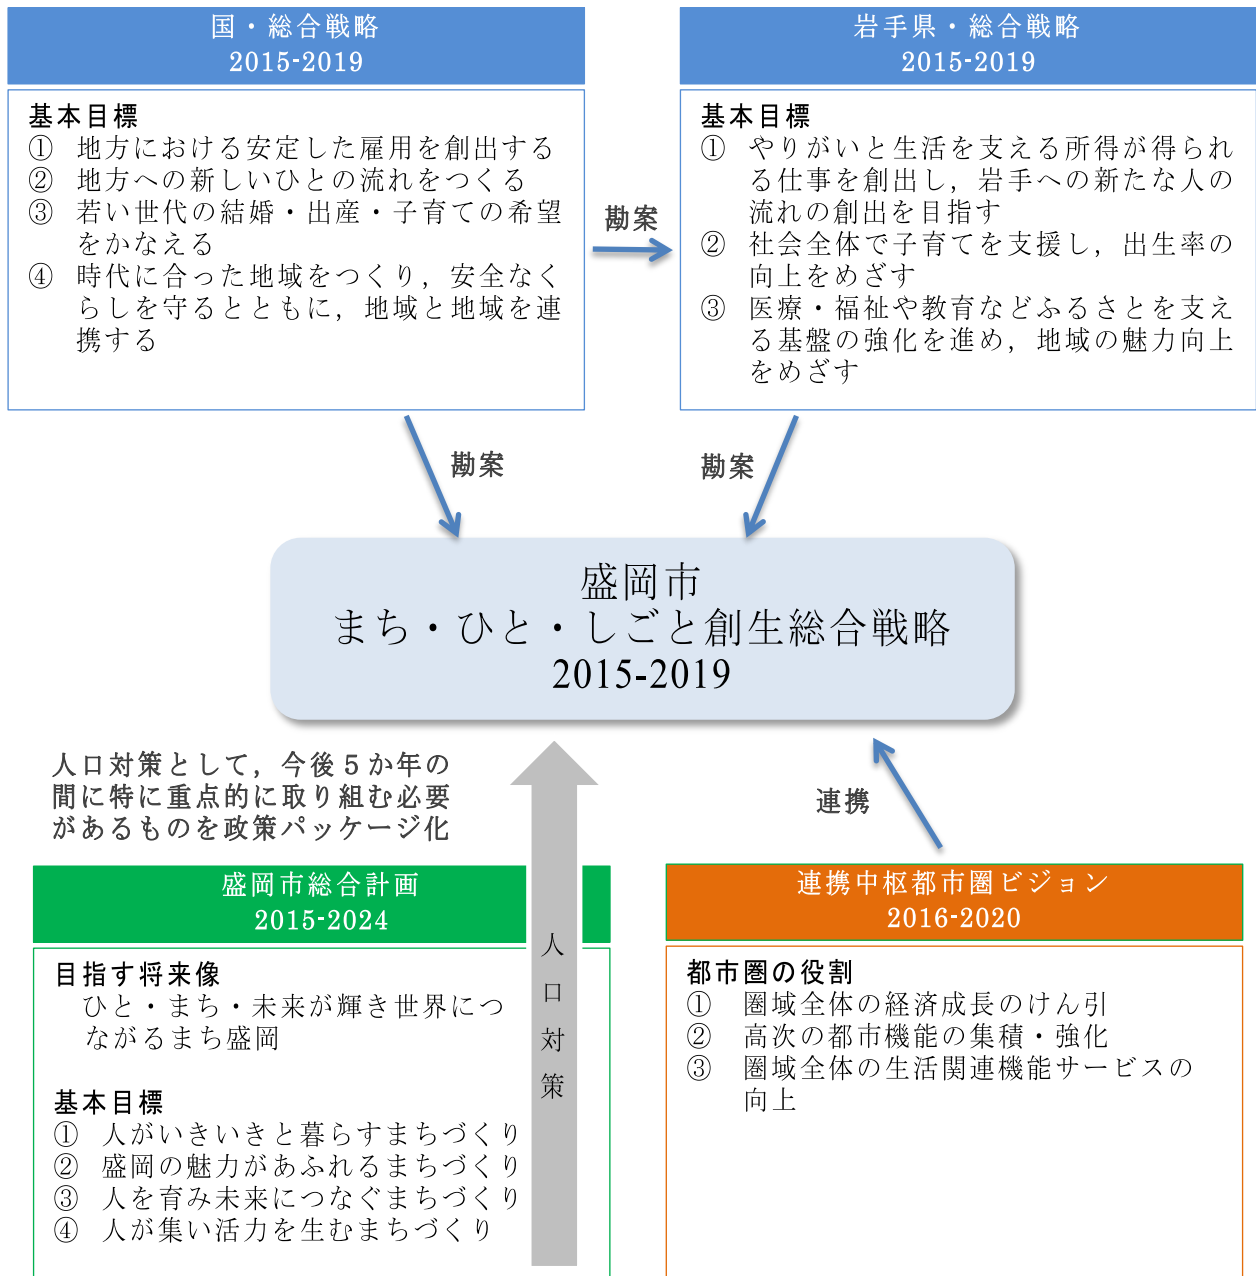 国・総合戦略
2015-2019
基本目標
① 地方における安定した雇用を創出する
② 地方への新しいひとの流れをつくる
③ 若い世代の結婚・出産・子育ての希望
をかなえる
④ 時代に合った地域をつくり，安全なく
らしを守るとともに，地域と地域を連
携する
勘案
岩手県・総合戦略
2015-2019
基本目標
① やりがいと生活を支える所得が得られ
る仕事を創出し，岩手への新たな人の
流れの創出を目指す
② 社会全体で子育てを支援し，出生率の
向上をめざす
③ 医療・福祉や教育などふるさとを支え
る基盤の強化を進め，地域の魅力向上
をめざす
勘案
勘案
盛岡市
まち・ひと・しごと創生総合戦略
2015-2019
人口対策として，今後５か年の
間に特に重点的に取り組む必要
があるものを政策パッケージ化
連携
盛岡市総合計画
2015-2024
目指す将来像
ひと・まち・未来が輝き世界につ
ながるまち盛岡
基本目標
① 人がいきいきと暮らすまちづくり
② 盛岡の魅力があふれるまちづくり
③ 人を育み未来につなぐまちづくり
④ 人が集い活力を生むまちづくり
人口対策
連携中枢都市圏ビジョン
2016-2020
都市圏の役割
① 圏域全体の経済成長のけん引
② 高次の都市機能の集積・強化
③ 圏域全体の生活関連機能サービスの
向上